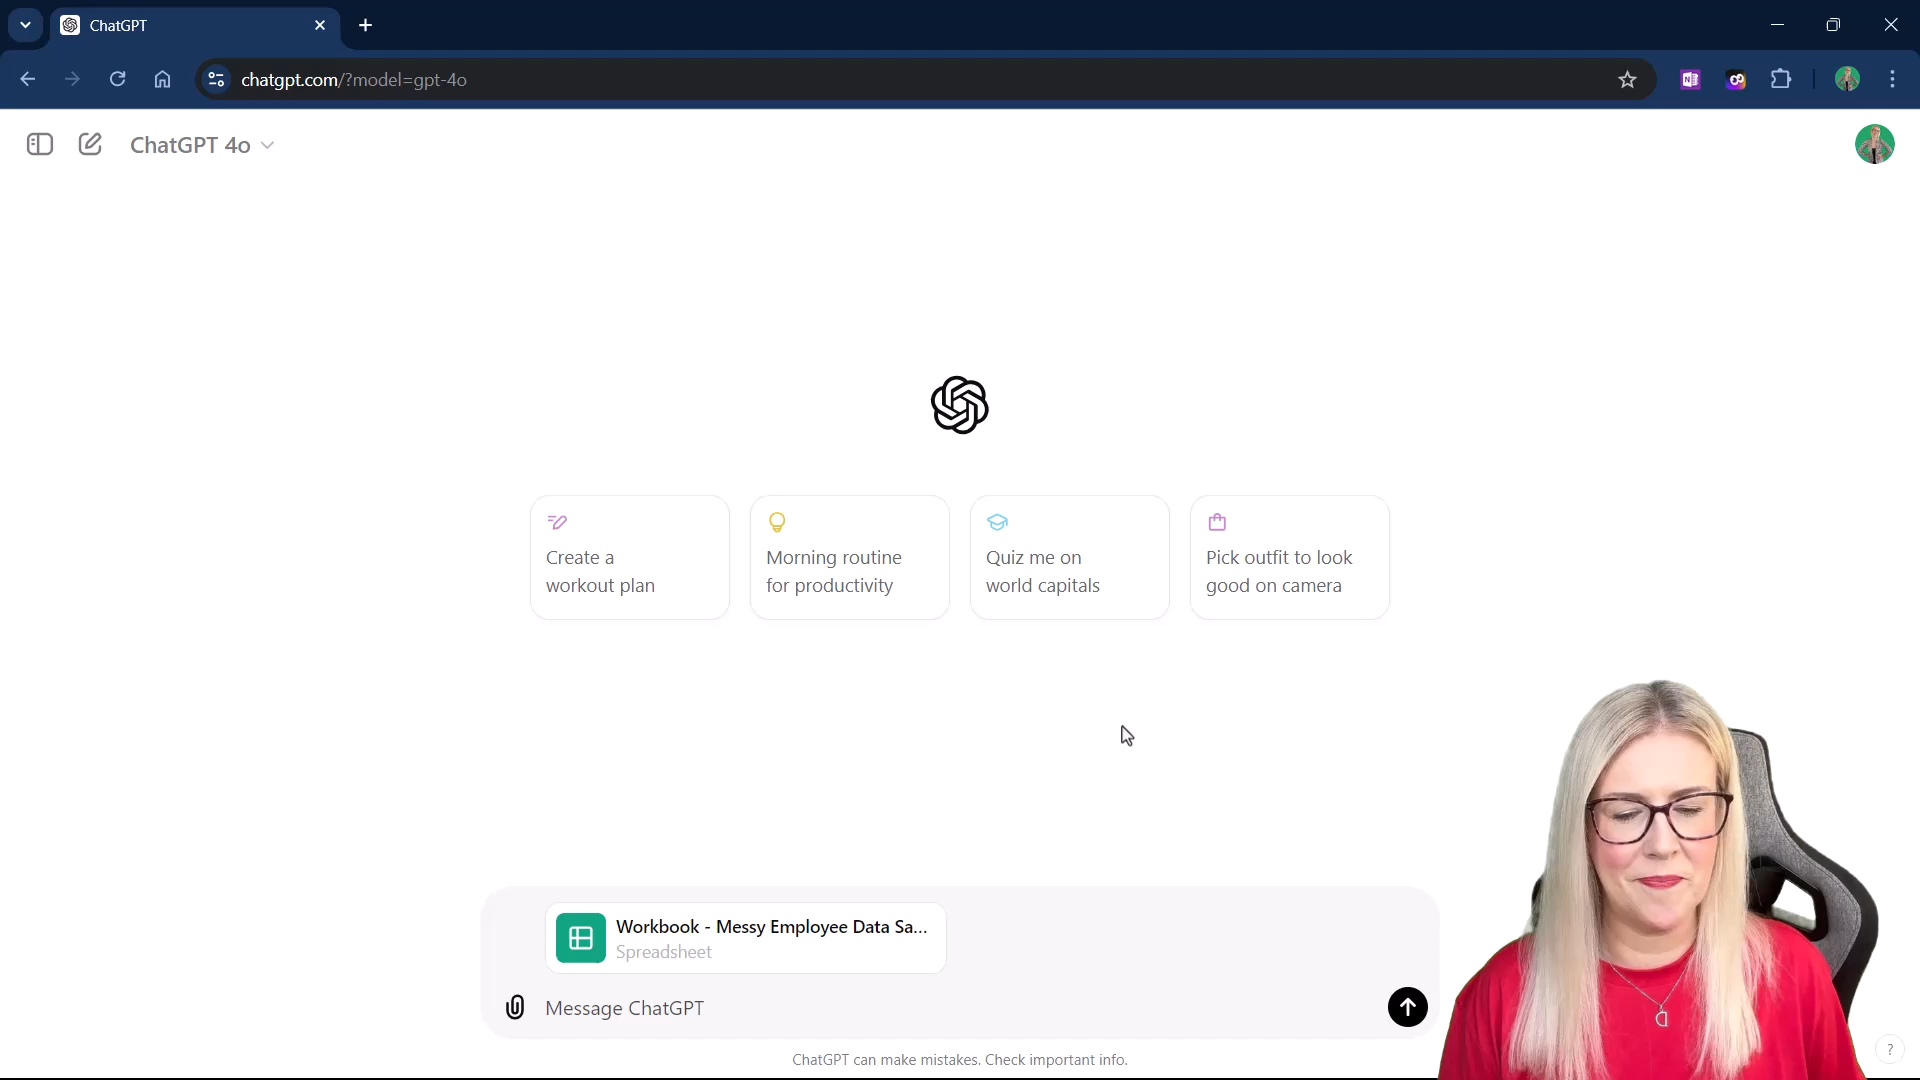 ChatGPT
chatgpt.com/?model=gpt-4o
ChatGPT 4o
Create a
workout plan
Morning routine
for productivity
Quiz me on
world capitals
Pick outfit to look
good on camera
Workbook - Messy Employee Data Sa...
Spreadsheet
Message ChatGPT
ChatGPT can make mistakes. Check important info.
?